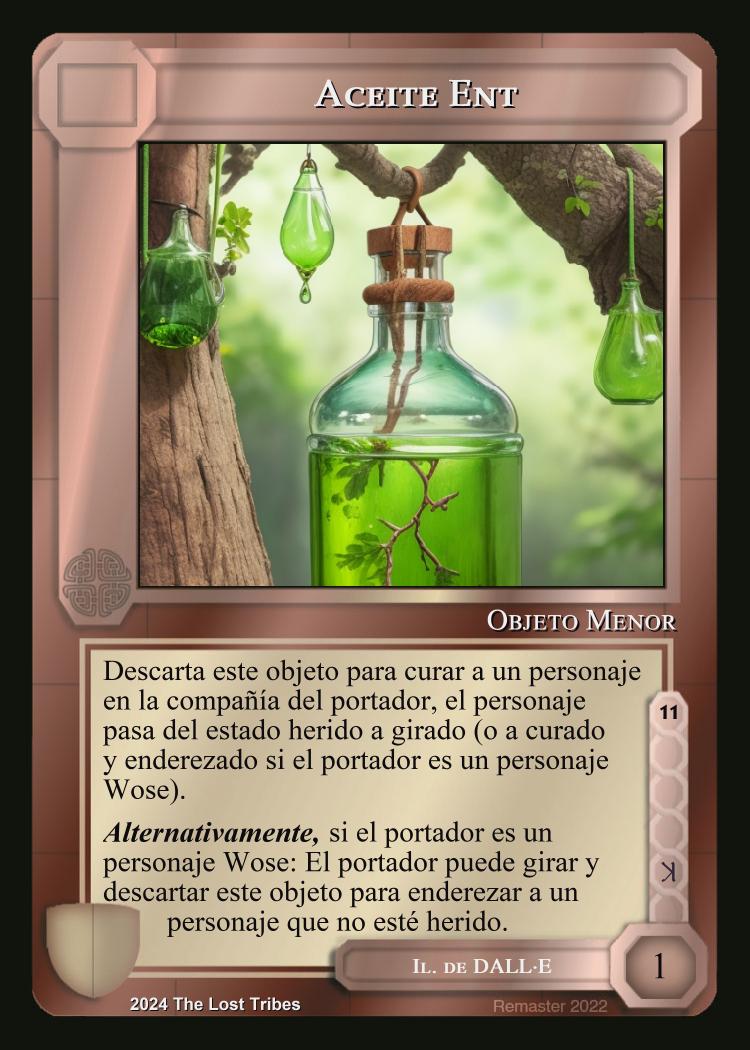 Aceite Ent
Objeto Menor
Descarta este objeto para curar a un personaje
en la compañía del portador, el personaje
pasa del estado herido a girado (o a curado
y enderezado si el portador es un personaje
Wose).
Alternativamente, si el portador es un
personaje Wose: El portador puede girar y
descartar este objeto para enderezar a un
personaje que no esté herido.
11
Il. de DALL·E
1
2024 The Lost Tribes
Remaster 2022